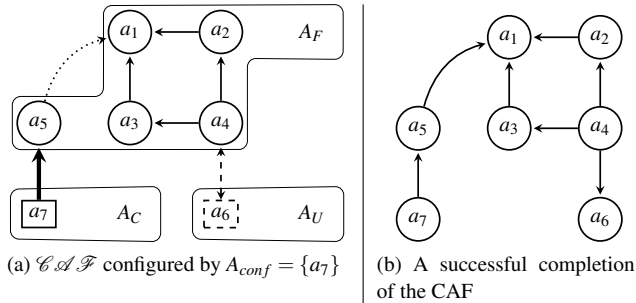 a₁ a₂ A_F
a₅ a₃ a₄
a₇ A_C a₆ A_U
(a) 𝒞𝒜ℱ configured by A_conf = {a₇}
a₁ a₂
a₅ a₃ a₄
a₇ a₆
(b) A successful completion
of the CAF